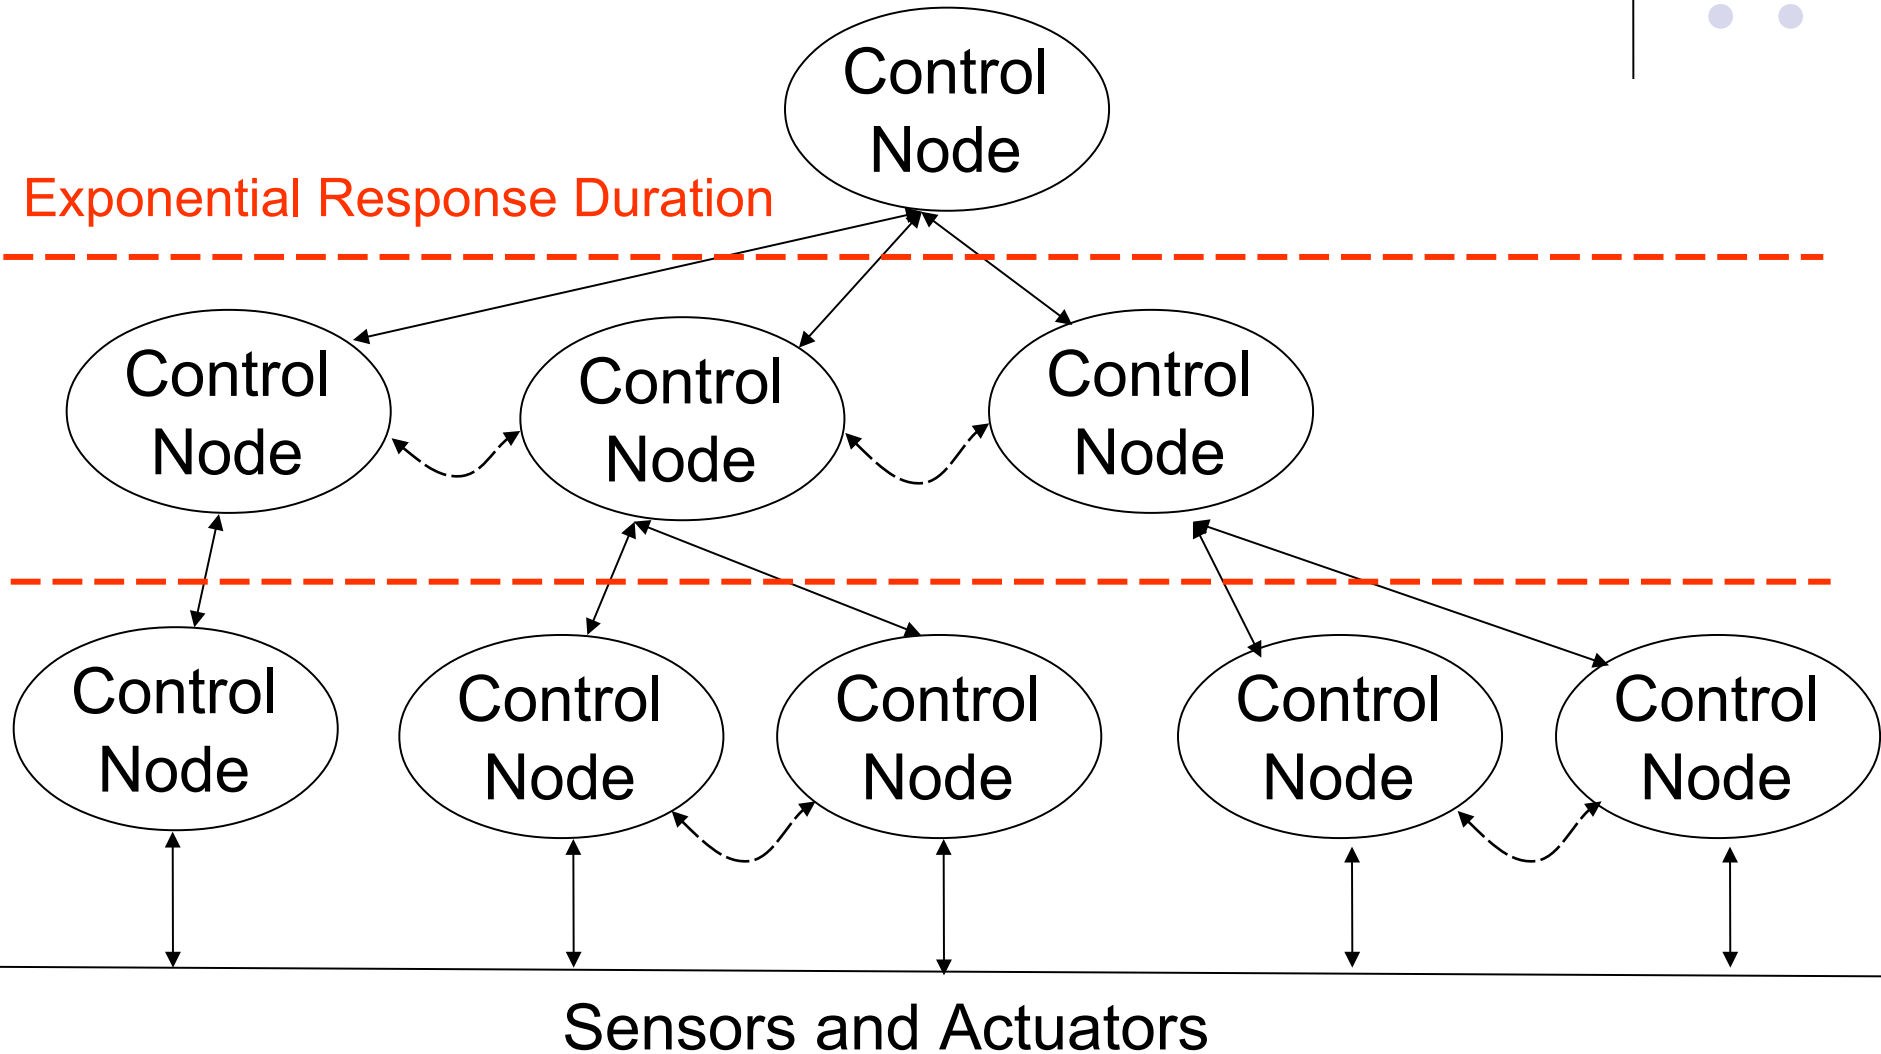 Control
Node
Exponential Response Duration
Control
Node
Control
Node
Control
Node
Control
Node
Control
Node
Control
Node
Control
Node
Control
Node
Sensors and Actuators